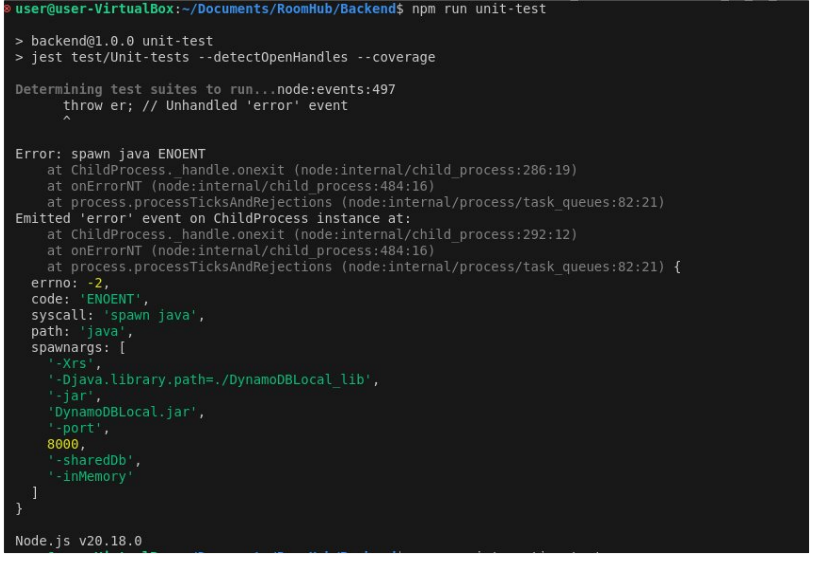 user@user-VirtualBox:~/Documents/RoomHub/Backend$ npm run unit-test
> backend@1.0.0 unit-test
> jest test/Unit-tests --detectOpenHandles --coverage
Determining test suites to run...node:events:497
throw er; // Unhandled 'error' event
^
Error: spawn java ENOENT
at ChildProcess._handle.onexit (node:internal/child_process:286:19)
at onErrorNT (node:internal/child_process:484:16)
at process.processTicksAndRejections (node:internal/process/task_queues:82:21)
Emitted 'error' event on ChildProcess instance at:
at ChildProcess._handle.onexit (node:internal/child_process:292:12)
at onErrorNT (node:internal/child_process:484:16)
at process.processTicksAndRejections (node:internal/process/task_queues:82:21) {
errno: -2,
code: 'ENOENT',
syscall: 'spawn java',
path: 'java',
spawnargs: [
'-Xrs',
'-Djava.library.path=./DynamoDBLocal_lib',
'-jar',
'DynamoDBLocal.jar',
'-port',
8000,
'-sharedDb',
'-inMemory'
]
}
Node.js v20.18.0